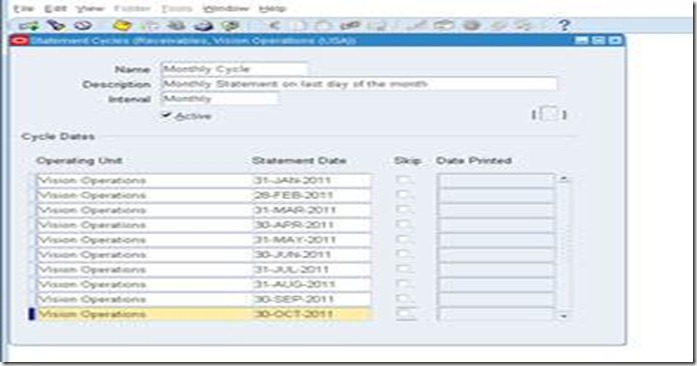 File Edit View Folder Tools Window Help
Statement Cycles (Receivables, Vision Operations (USA))
Name Monthly Cycle
Description Monthly Statement on last day of the month
Interval Monthly
Active
[ ]
Cycle Dates
Operating Unit Statement Date Skip Date Printed
Vision Operations 31-JAN-2011
Vision Operations 28-FEB-2011
Vision Operations 31-MAR-2011
Vision Operations 30-APR-2011
Vision Operations 31-MAY-2011
Vision Operations 30-JUN-2011
Vision Operations 31-JUL-2011
Vision Operations 31-AUG-2011
Vision Operations 30-SEP-2011
Vision Operations 30-OCT-2011